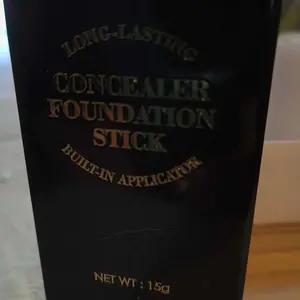 LONG-LASTING
CONCEALER
FOUNDATION
STICK
BUILT-IN APPLICATOR
NET WT : 15g